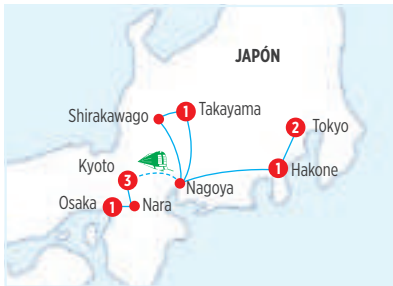 JAPÓN
Shirakawago
1
Takayama
2
Tokyo
Kyoto
3
Nagoya
1
Hakone
Osaka
1
Nara